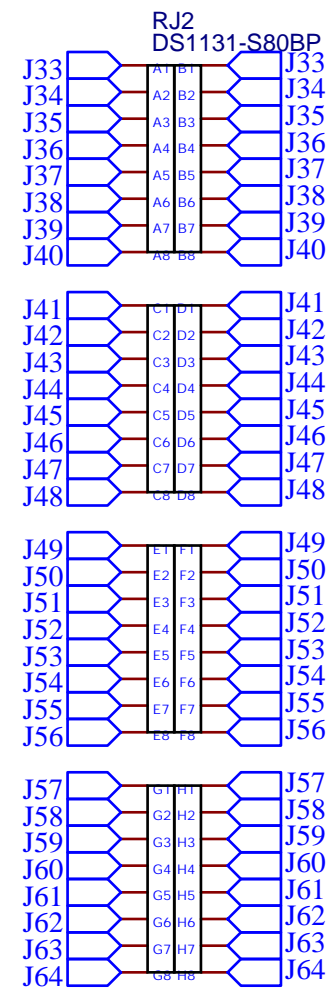 RJ2
DS1131-S80BP
J33 A1 B1 J33
J34 A2 B2 J34
J35 A3 B3 J35
J36 A4 B4 J36
J37 A5 B5 J37
J38 A6 B6 J38
J39 A7 B7 J39
J40 A8 B8 J40
J41 C1 D1 J41
J42 C2 D2 J42
J43 C3 D3 J43
J44 C4 D4 J44
J45 C5 D5 J45
J46 C6 D6 J46
J47 C7 D7 J47
J48 C8 D8 J48
J49 E1 F1 J49
J50 E2 F2 J50
J51 E3 F3 J51
J52 E4 F4 J52
J53 E5 F5 J53
J54 E6 F6 J54
J55 E7 F7 J55
J56 E8 F8 J56
J57 G1 H1 J57
J58 G2 H2 J58
J59 G3 H3 J59
J60 G4 H4 J60
J61 G5 H5 J61
J62 G6 H6 J62
J63 G7 H7 J63
J64 G8 H8 J64